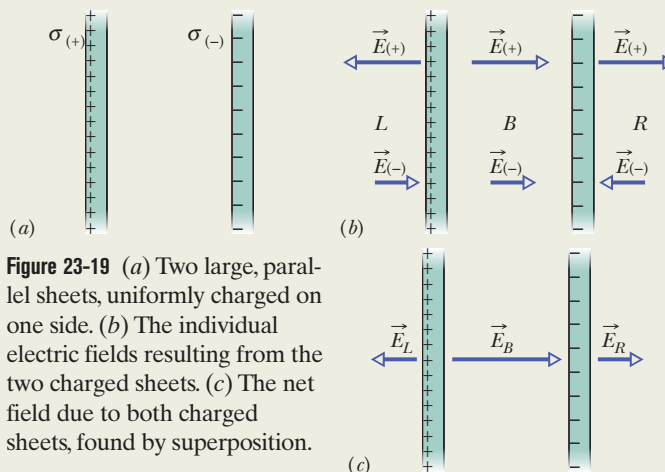 σ(+)
σ(−)
(a)
E(+)
E(+)
E(+)
L
B
R
E(−)
E(−)
E(−)
(b)
Figure 23-19 (a) Two large, paral-
lel sheets, uniformly charged on
one side. (b) The individual
electric fields resulting from the
two charged sheets. (c) The net
field due to both charged
sheets, found by superposition.
E_L
E_B
E_R
(c)